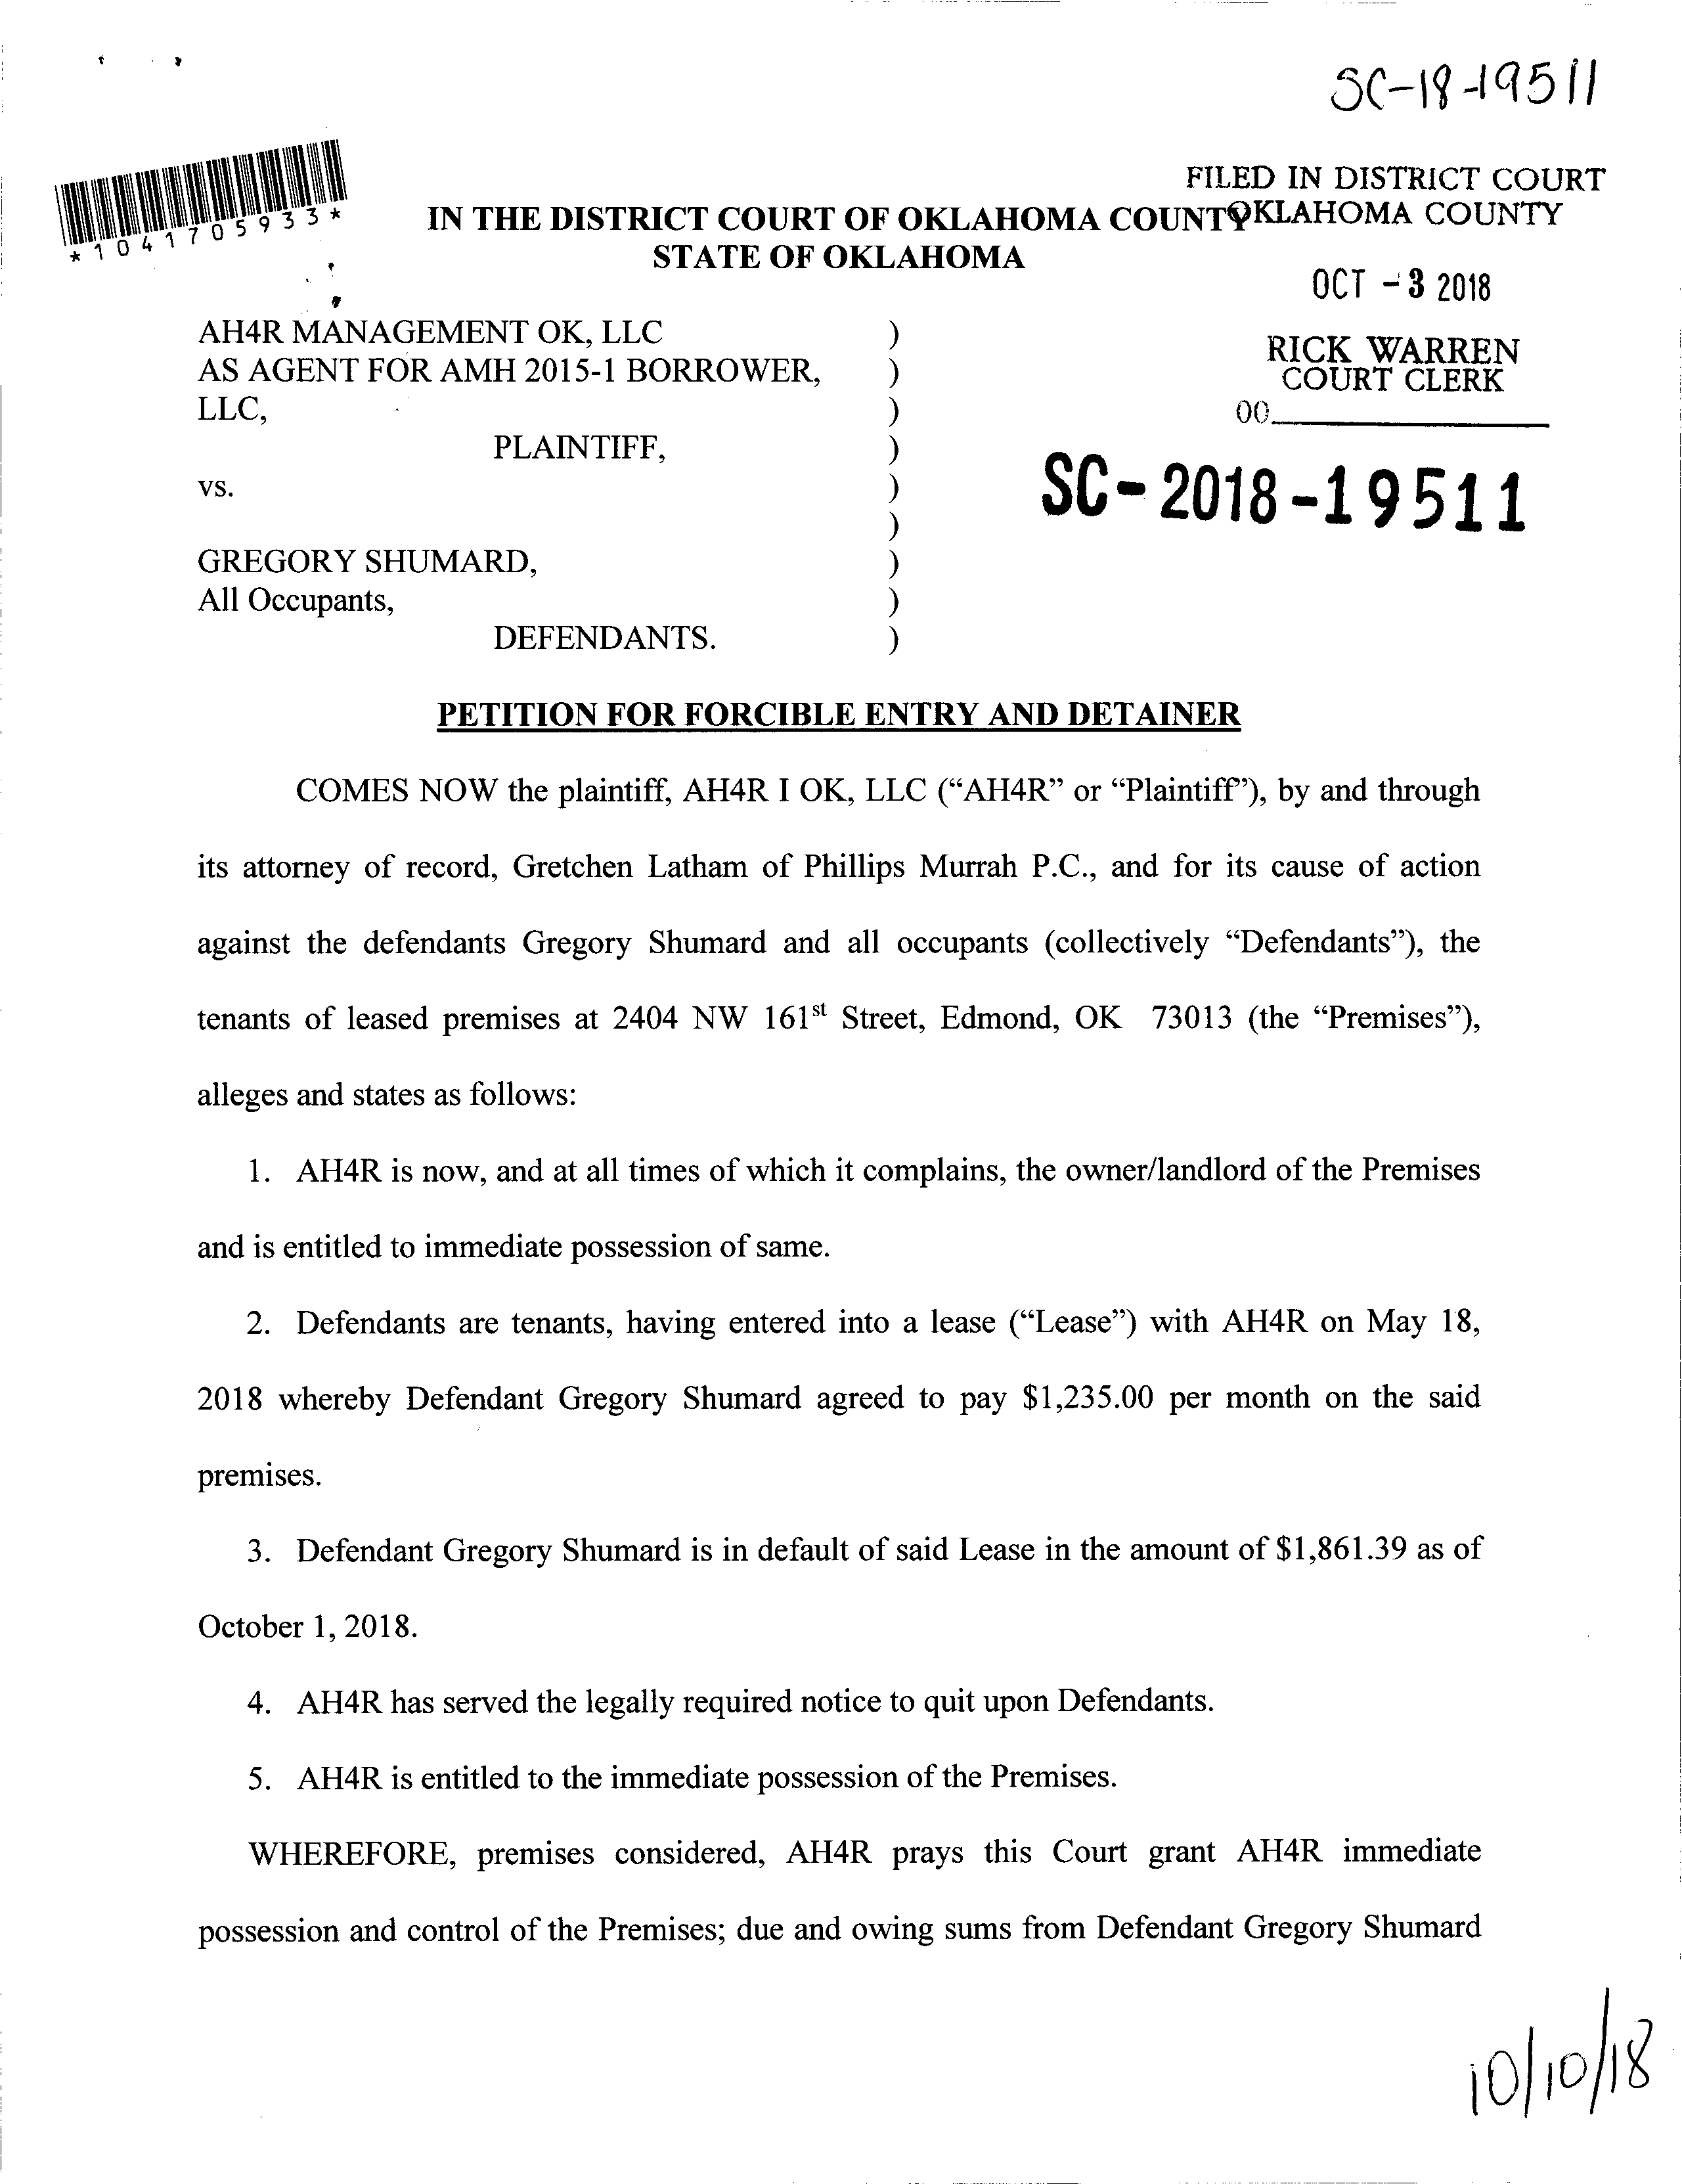 SC-18-19511
*1041705933*
FILED IN DISTRICT COURT
OKLAHOMA COUNTY
IN THE DISTRICT COURT OF OKLAHOMA COUNTY
STATE OF OKLAHOMA
OCT - 3 2018
RICK WARREN
COURT CLERK
00
SC-2018-19511
AH4R MANAGEMENT OK, LLC )
AS AGENT FOR AMH 2015-1 BORROWER, )
LLC, )
PLAINTIFF, )
vs. )
)
GREGORY SHUMARD, )
All Occupants, )
DEFENDANTS. )
PETITION FOR FORCIBLE ENTRY AND DETAINER
COMES NOW the plaintiff, AH4R I OK, LLC (“AH4R” or “Plaintiff”), by and through
its attorney of record, Gretchen Latham of Phillips Murrah P.C., and for its cause of action
against the defendants Gregory Shumard and all occupants (collectively “Defendants”), the
tenants of leased premises at 2404 NW 161st Street, Edmond, OK 73013 (the “Premises”),
alleges and states as follows:
1. AH4R is now, and at all times of which it complains, the owner/landlord of the Premises
and is entitled to immediate possession of same.
2. Defendants are tenants, having entered into a lease (“Lease”) with AH4R on May 18,
2018 whereby Defendant Gregory Shumard agreed to pay $1,235.00 per month on the said
premises.
3. Defendant Gregory Shumard is in default of said Lease in the amount of $1,861.39 as of
October 1, 2018.
4. AH4R has served the legally required notice to quit upon Defendants.
5. AH4R is entitled to the immediate possession of the Premises.
WHEREFORE, premises considered, AH4R prays this Court grant AH4R immediate
possession and control of the Premises; due and owing sums from Defendant Gregory Shumard
10/10/18